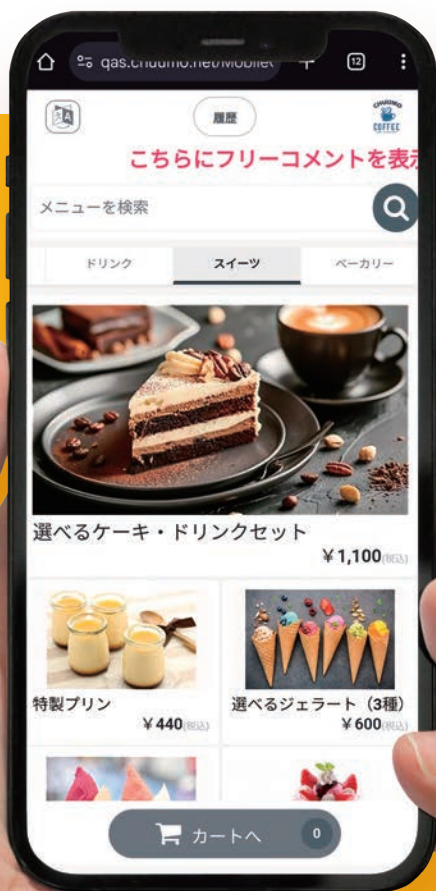 12
履歴
CHUUMO
COFFEE
こちらにフリーコメントを表
メニューを検索
ドリンク
スイーツ
ベーカリー
選べるケーキ・ドリンクセット
¥1,100(税込)
特製プリン
¥440(税込)
選べるジェラート（3種）
¥600(税込)
カートへ
0